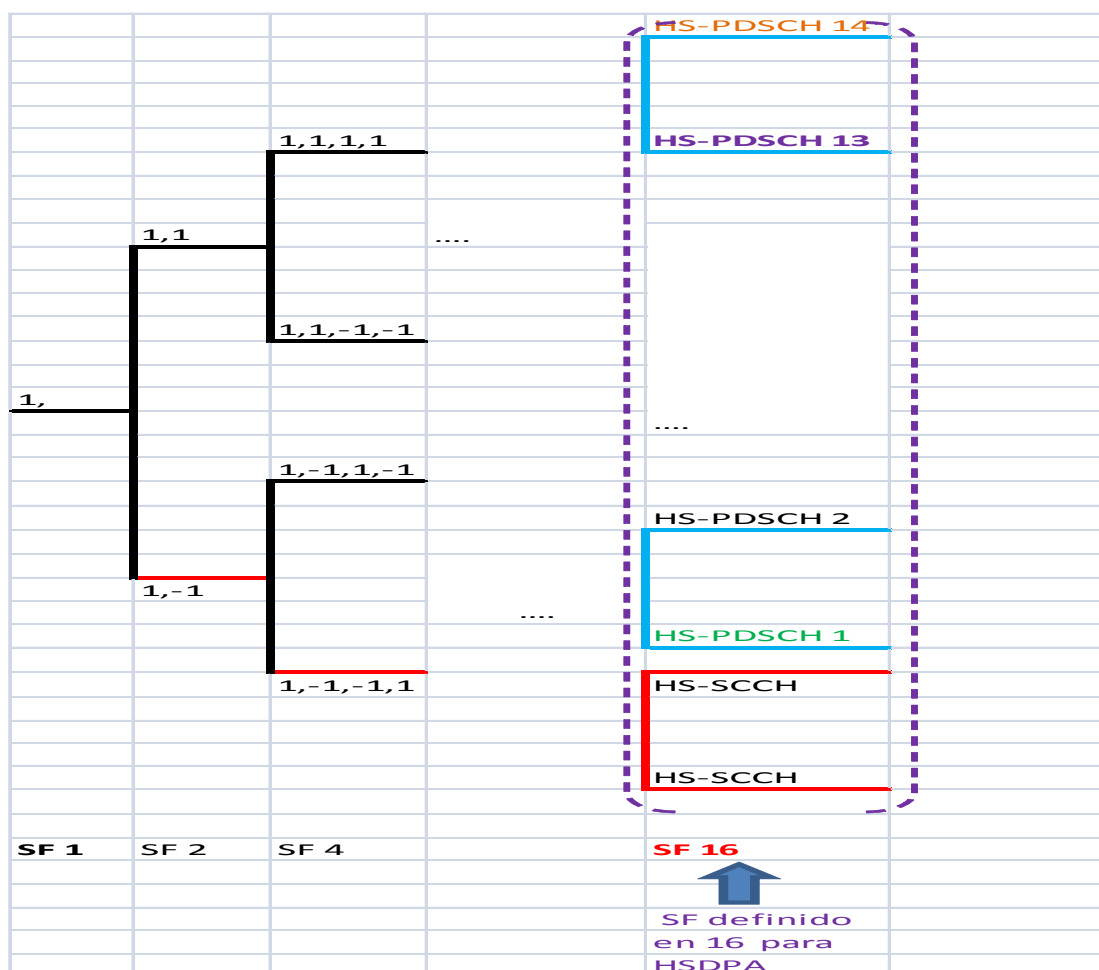 HS-PDSCH 14
1,1,1,1
HS-PDSCH 13
1,1
....
1,1,-1,-1
1,
....
1,-1,1,-1
HS-PDSCH 2
1,-1
....
HS-PDSCH 1
1,-1,-1,1
HS-SCCH
HS-SCCH
SF 1
SF 2
SF 4
SF 16
SF definido
en 16 para
HSDPA